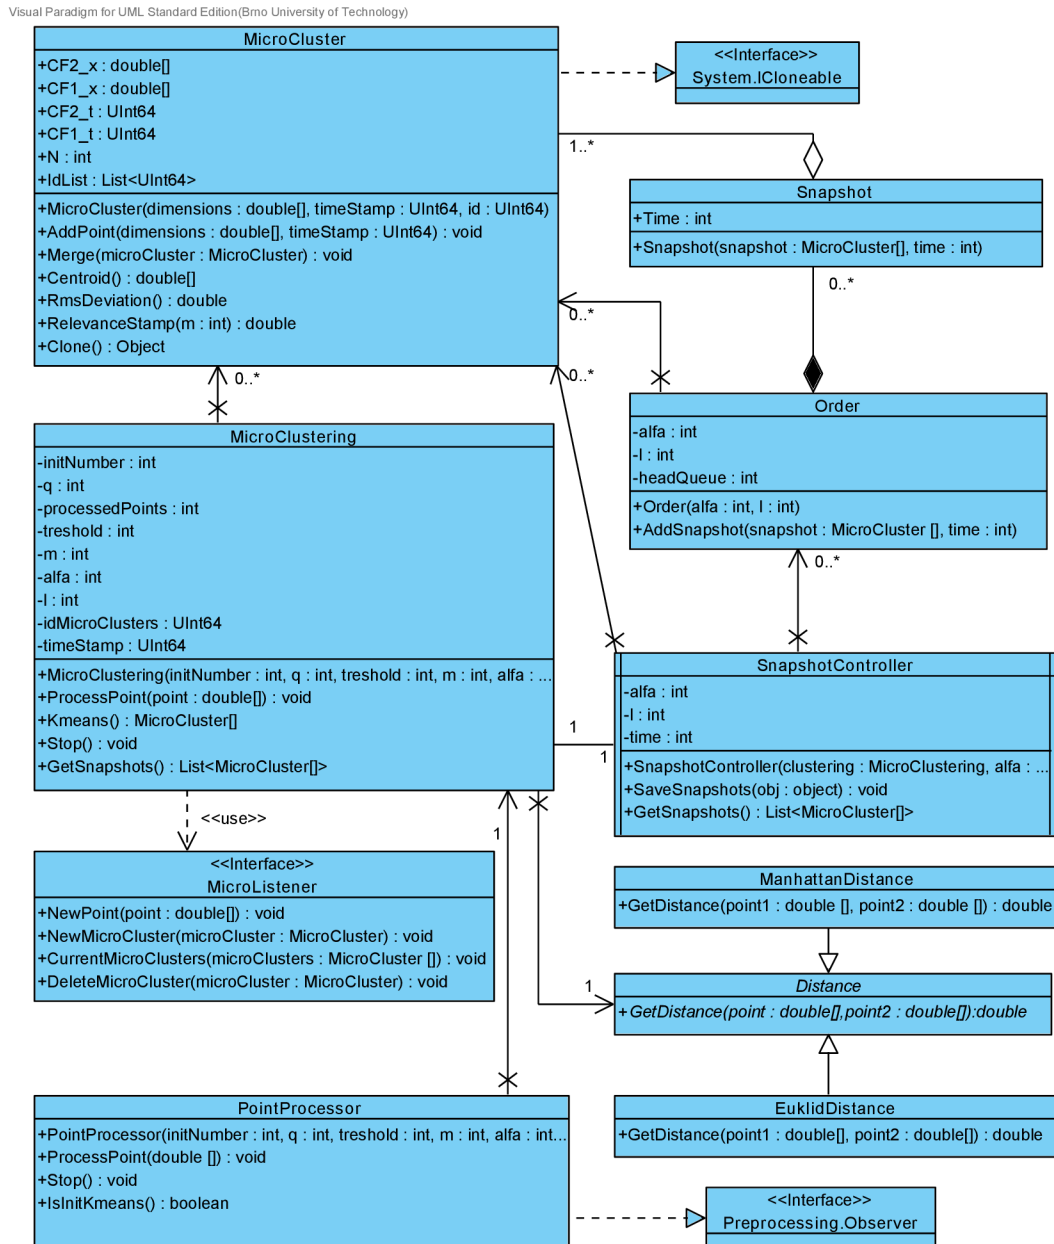 Visual Paradigm for UML Standard Edition(Brno University of Technology)
MicroCluster
+CF2_x : double[]
+CF1_x : double[]
+CF2_t : UInt64
+CF1_t : UInt64
+N : int
+IdList : List<UInt64>
+MicroCluster(dimensions : double[], timeStamp : UInt64, id : UInt64)
+AddPoint(dimensions : double[], timeStamp : UInt64) : void
+Merge(microCluster : MicroCluster) : void
+Centroid() : double[]
+RmsDeviation() : double
+RelevanceStamp(m : int) : double
+Clone() : Object
<<Interface>>
System.ICloneable
1..*
Snapshot
+Time : int
+Snapshot(snapshot : MicroCluster[], time : int)
0..*
0..*
0..*
0..*
Order
-alfa : int
-l : int
-headQueue : int
+Order(alfa : int, l : int)
+AddSnapshot(snapshot : MicroCluster [], time : int)
0..*
MicroClustering
-initNumber : int
-q : int
-processedPoints : int
-treshold : int
-m : int
-alfa : int
-l : int
-idMicroClusters : UInt64
-timeStamp : UInt64
+MicroClustering(initNumber : int, q : int, treshold : int, m : int, alfa : ...
+ProcessPoint(point : double[]) : void
+Kmeans() : MicroCluster[]
+Stop() : void
+GetSnapshots() : List<MicroCluster[]>
1
1
SnapshotController
-alfa : int
-l : int
-time : int
+SnapshotController(clustering : MicroClustering, alfa : ...
+SaveSnapshots(obj : object) : void
+GetSnapshots() : List<MicroCluster[]>
<<use>>
1
<<Interface>>
MicroListener
+NewPoint(point : double[]) : void
+NewMicroCluster(microCluster : MicroCluster) : void
+CurrentMicroClusters(microClusters : MicroCluster []) : void
+DeleteMicroCluster(microCluster : MicroCluster) : void
ManhattanDistance
+GetDistance(point1 : double [], point2 : double []) : double
1
Distance
+GetDistance(point : double[],point2 : double[]):double
EuklidDistance
+GetDistance(point1 : double[], point2 : double[]) : double
PointProcessor
+PointProcessor(initNumber : int, q : int, treshold : int, m : int, alfa : int...
+ProcessPoint(double []) : void
+Stop() : void
+IsInitKmeans() : boolean
<<Interface>>
Preprocessing.Observer